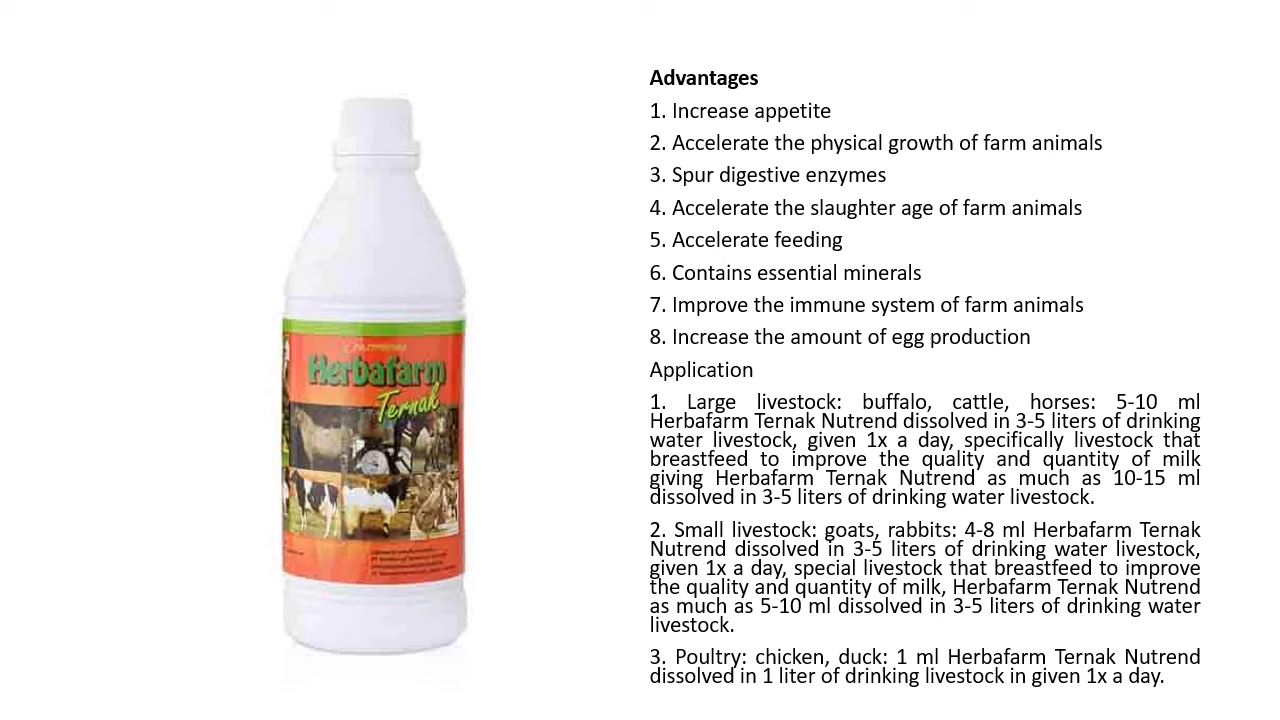 Herbafarm
Ternak
Advantages
1. Increase appetite
2. Accelerate the physical growth of farm animals
3. Spur digestive enzymes
4. Accelerate the slaughter age of farm animals
5. Accelerate feeding
6. Contains essential minerals
7. Improve the immune system of farm animals
8. Increase the amount of egg production
Application
1. Large livestock: buffalo, cattle, horses: 5-10 ml
Herbafarm Ternak Nutrend dissolved in 3-5 liters of drinking
water livestock, given 1x a day, specifically livestock that
breastfeed to improve the quality and quantity of milk
giving Herbafarm Ternak Nutrend as much as 10-15 ml
dissolved in 3-5 liters of drinking water livestock.
2. Small livestock: goats, rabbits: 4-8 ml Herbafarm Ternak
Nutrend dissolved in 3-5 liters of drinking water livestock,
given 1x a day, special livestock that breastfeed to improve
the quality and quantity of milk, Herbafarm Ternak Nutrend
as much as 5-10 ml dissolved in 3-5 liters of drinking water
livestock.
3. Poultry: chicken, duck: 1 ml Herbafarm Ternak Nutrend
dissolved in 1 liter of drinking livestock in given 1x a day.